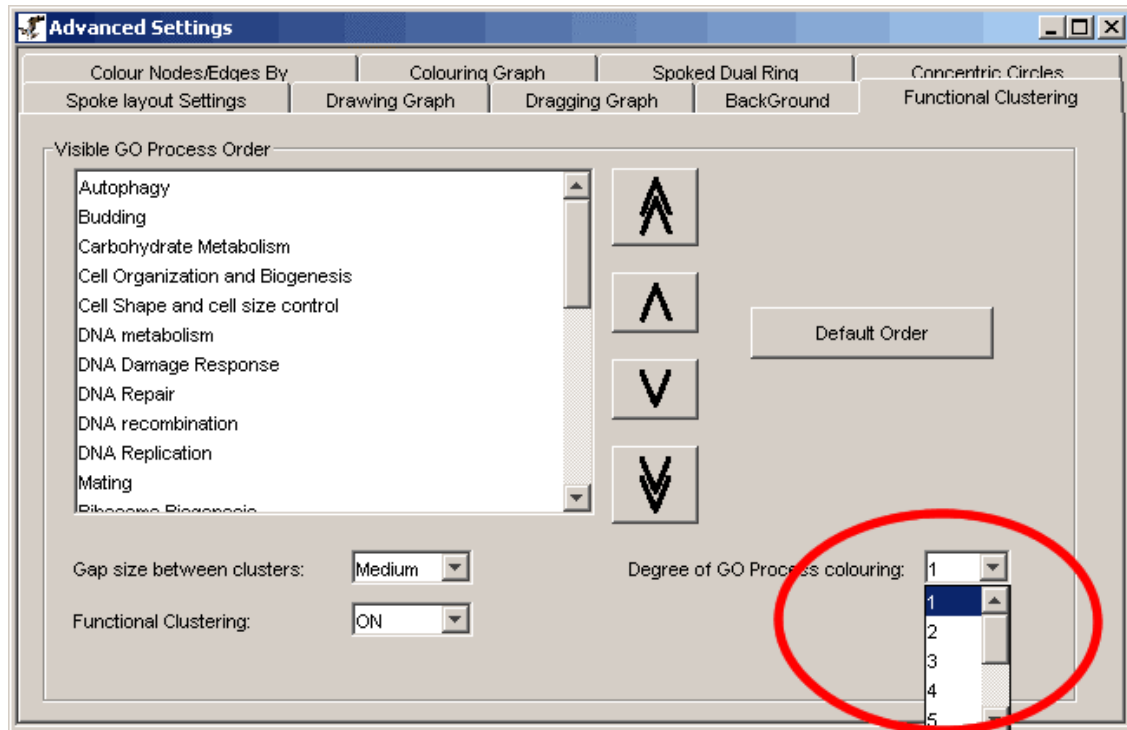 Advanced Settings
Colour Nodes/Edges By
Colouring Graph
Spoked Dual Ring
Concentric Circles
Spoke layout Settings
Drawing Graph
Dragging Graph
BackGround
Functional Clustering
Visible GO Process Order
Autophagy
Budding
Carbohydrate Metabolism
Cell Organization and Biogenesis
Cell Shape and cell size control
DNA metabolism
DNA Damage Response
DNA Repair
DNA recombination
DNA Replication
Mating
Ribosome Biogenesis
Default Order
Gap size between clusters: Medium
Degree of GO Process colouring: 1
Functional Clustering: ON
1
2
3
4
5